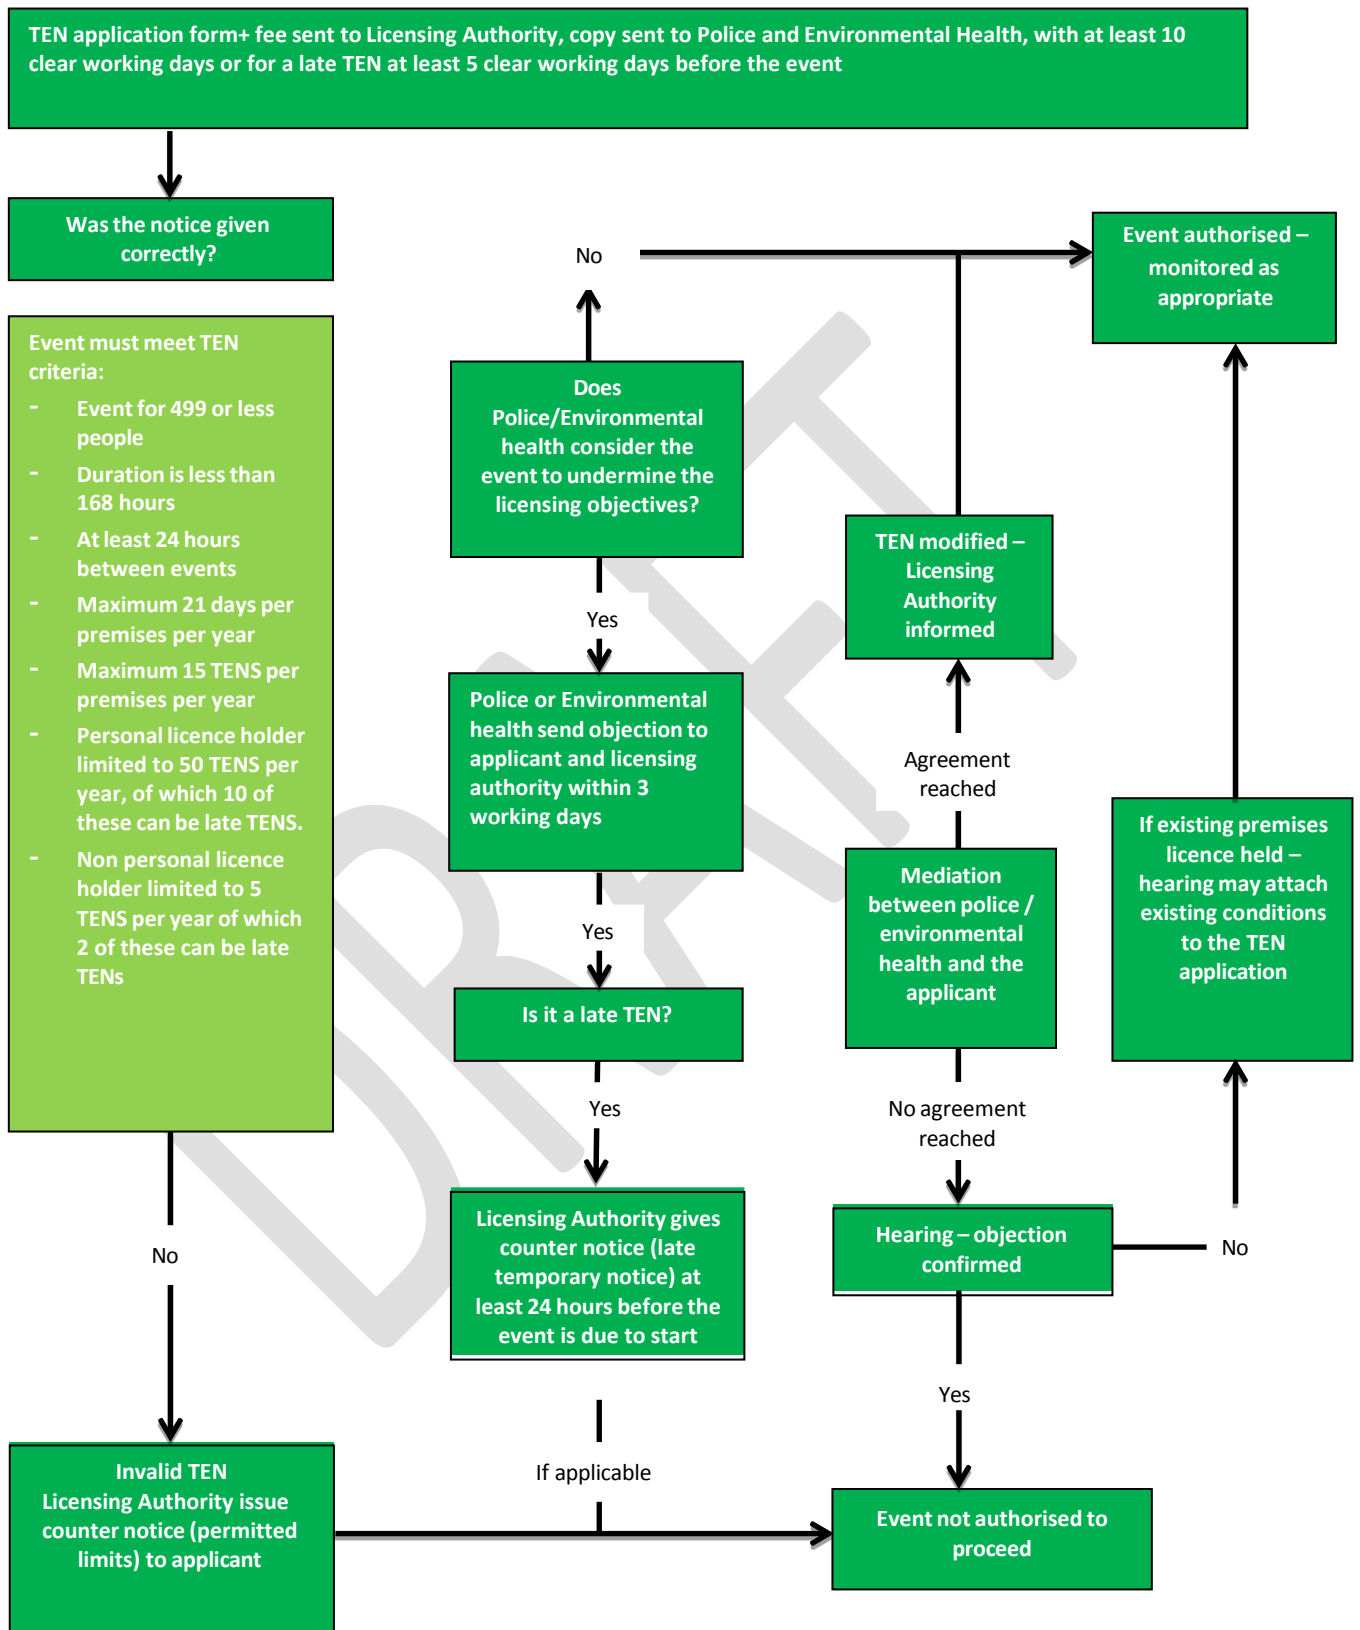 TEN application form+ fee sent to Licensing Authority, copy sent to Police and Environmental Health, with at least 10
clear working days or for a late TEN at least 5 clear working days before the event
Was the notice given
correctly?
Event must meet TEN
criteria:
- Event for 499 or less
people
- Duration is less than
168 hours
- At least 24 hours
between events
- Maximum 21 days per
premises per year
- Maximum 15 TENS per
premises per year
- Personal licence holder
limited to 50 TENS per
year, of which 10 of
these can be late TENS.
- Non personal licence
holder limited to 5
TENS per year of which
2 of these can be late
TENs
No
Invalid TEN
Licensing Authority issue
counter notice (permitted
limits) to applicant
No
Does
Police/Environmental
health consider the
event to undermine the
licensing objectives?
Yes
Police or Environmental
health send objection to
applicant and licensing
authority within 3
working days
Yes
Is it a late TEN?
Yes
Licensing Authority gives
counter notice (late
temporary notice) at
least 24 hours before the
event is due to start
If applicable
TEN modified –
Licensing
Authority
informed
Agreement
reached
Mediation
between police /
environmental
health and the
applicant
No agreement
reached
Hearing – objection
confirmed
Yes
Event not authorised to
proceed
Event authorised –
monitored as
appropriate
If existing premises
licence held –
hearing may attach
existing conditions
to the TEN
application
No
DRAFT